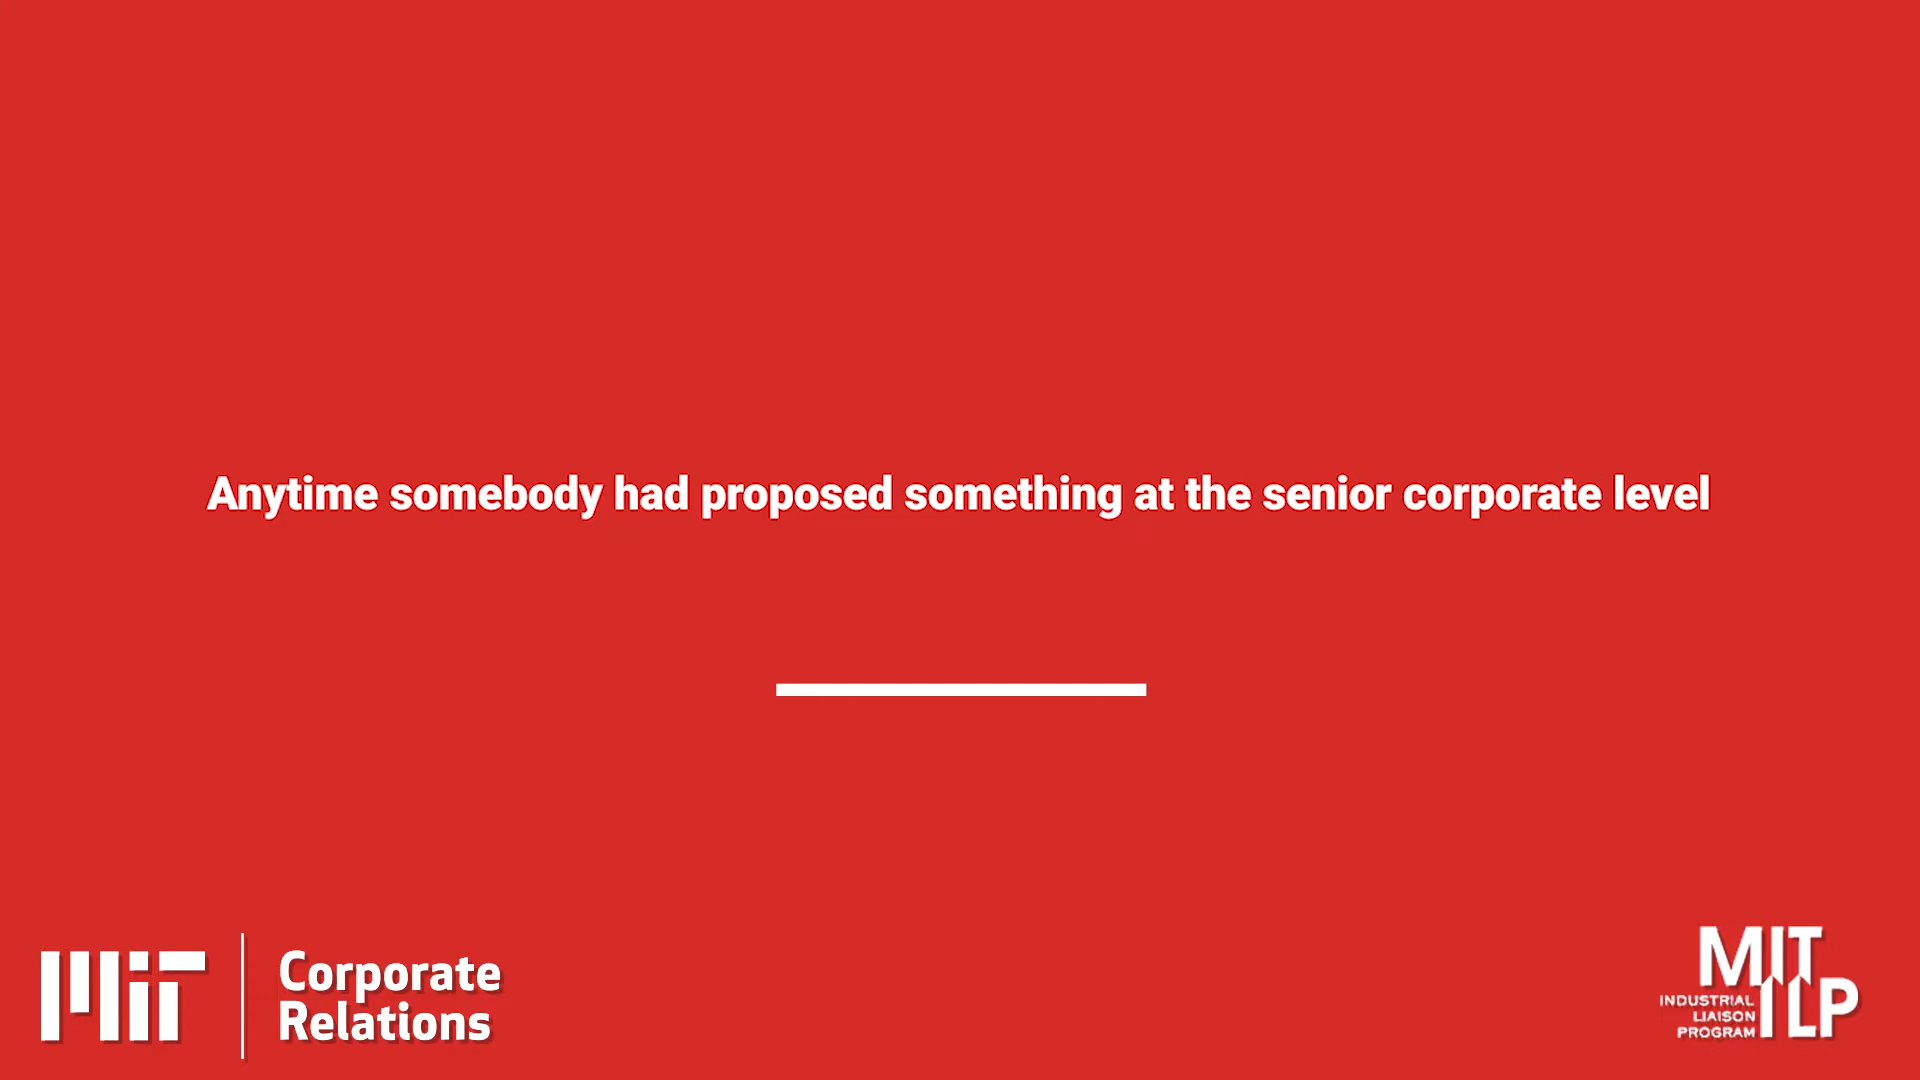 Anytime somebody had proposed something at the senior corporate level
MIT
Corporate
Relations
MIT
ILP
INDUSTRIAL
LIAISON
PROGRAM